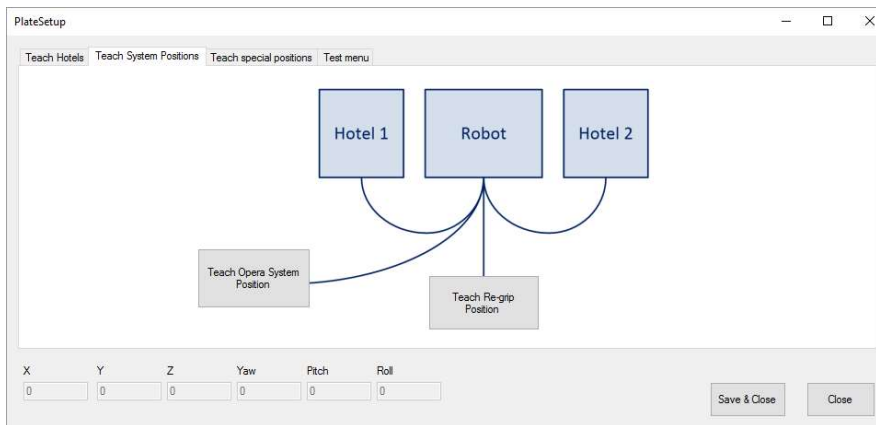 PlateSetup
Teach Hotels Teach System Positions Teach special positions Test menu
Hotel 1 Robot Hotel 2
Teach Opera System
Position
Teach Re-grip
Position
X Y Z Yaw Pitch Roll
0 0 0 0 0 0
Save & Close Close